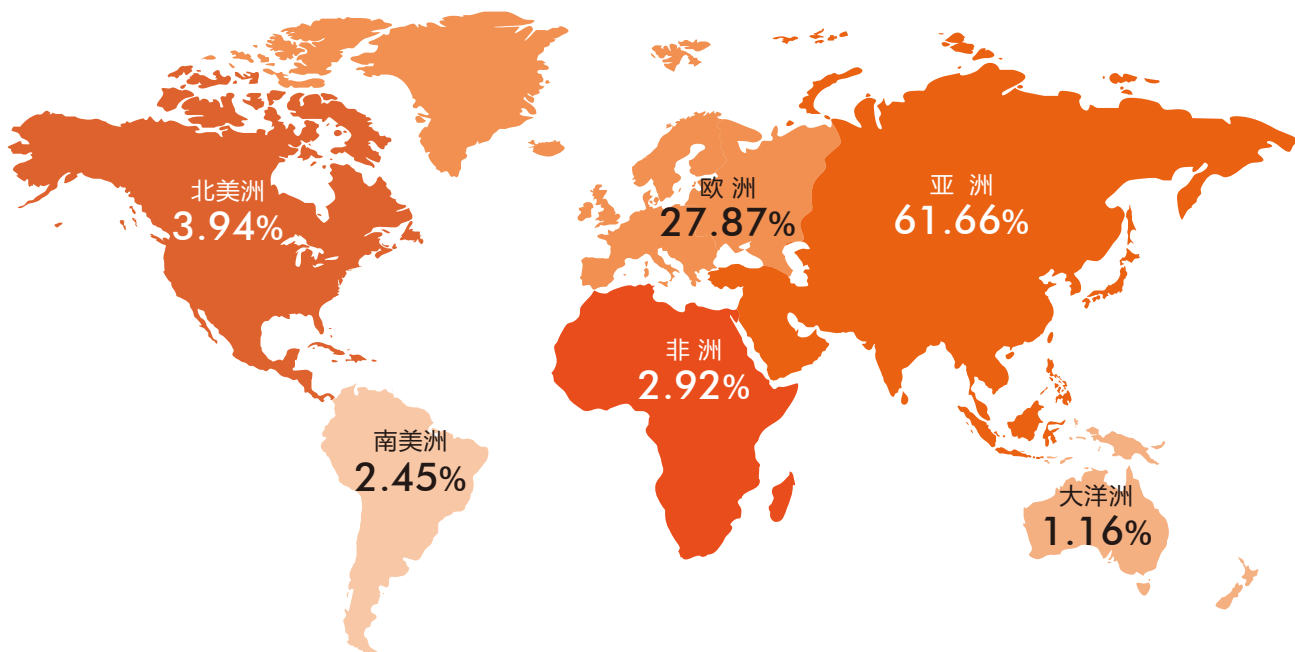 北美洲
3.94%
欧 洲
27.87%
亚 洲
61.66%
非 洲
2.92%
南美洲
2.45%
大洋洲
1.16%